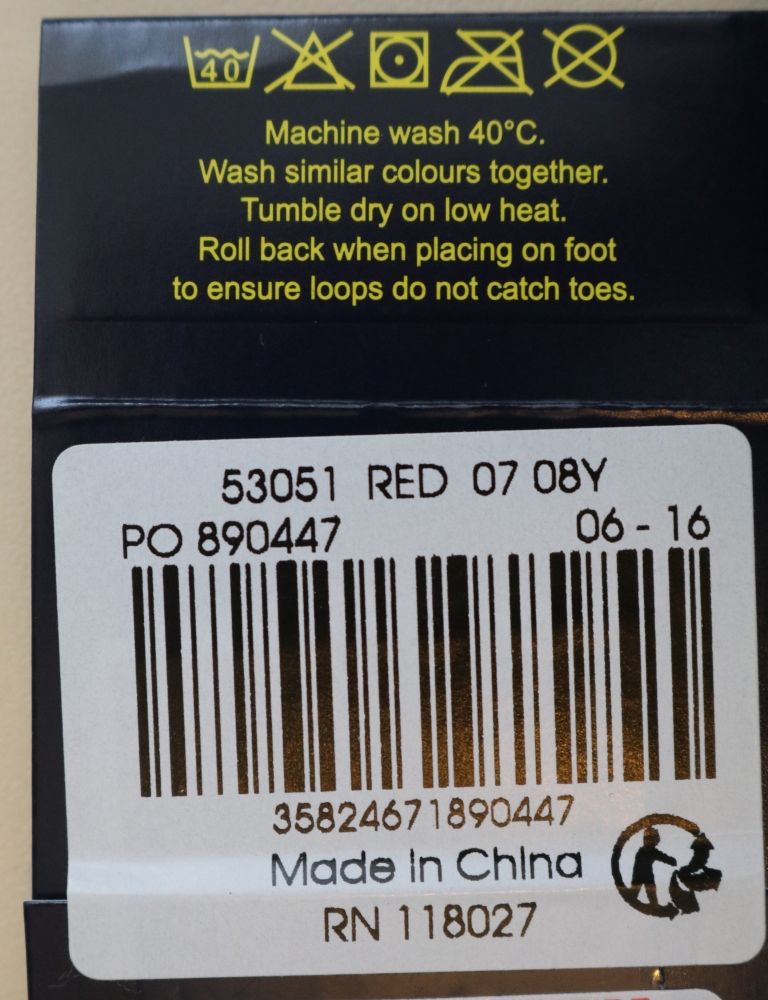 40
Machine wash 40°C.
Wash similar colours together.
Tumble dry on low heat.
Roll back when placing on foot
to ensure loops do not catch toes.
53051 RED 07 08Y
PO 890447 06 - 16
35824671890447
Made In China
RN 118027